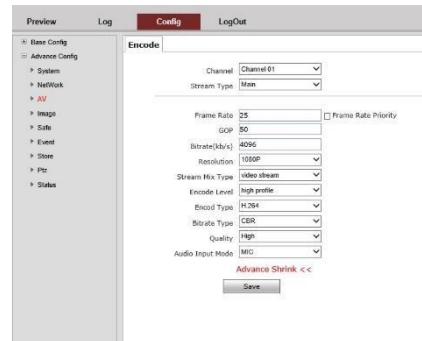 Preview Log Config LogOut
Base Config
Advance Config
System
NetWork
AV
Image
Safe
Event
Store
Ptz
Status
Encode
Channel Channel 01
Stream Type Main
Frame Rate 25 Frame Rate Priority
GOP 50
Bitrate(kb/s) 4096
Resolution 1080P
Stream Mix Type video stream
Encode Level high profile
Encod Type H.264
Bitrate Type CBR
Quality High
Audio Input Mode MIC
Advance Shrink <<
Save